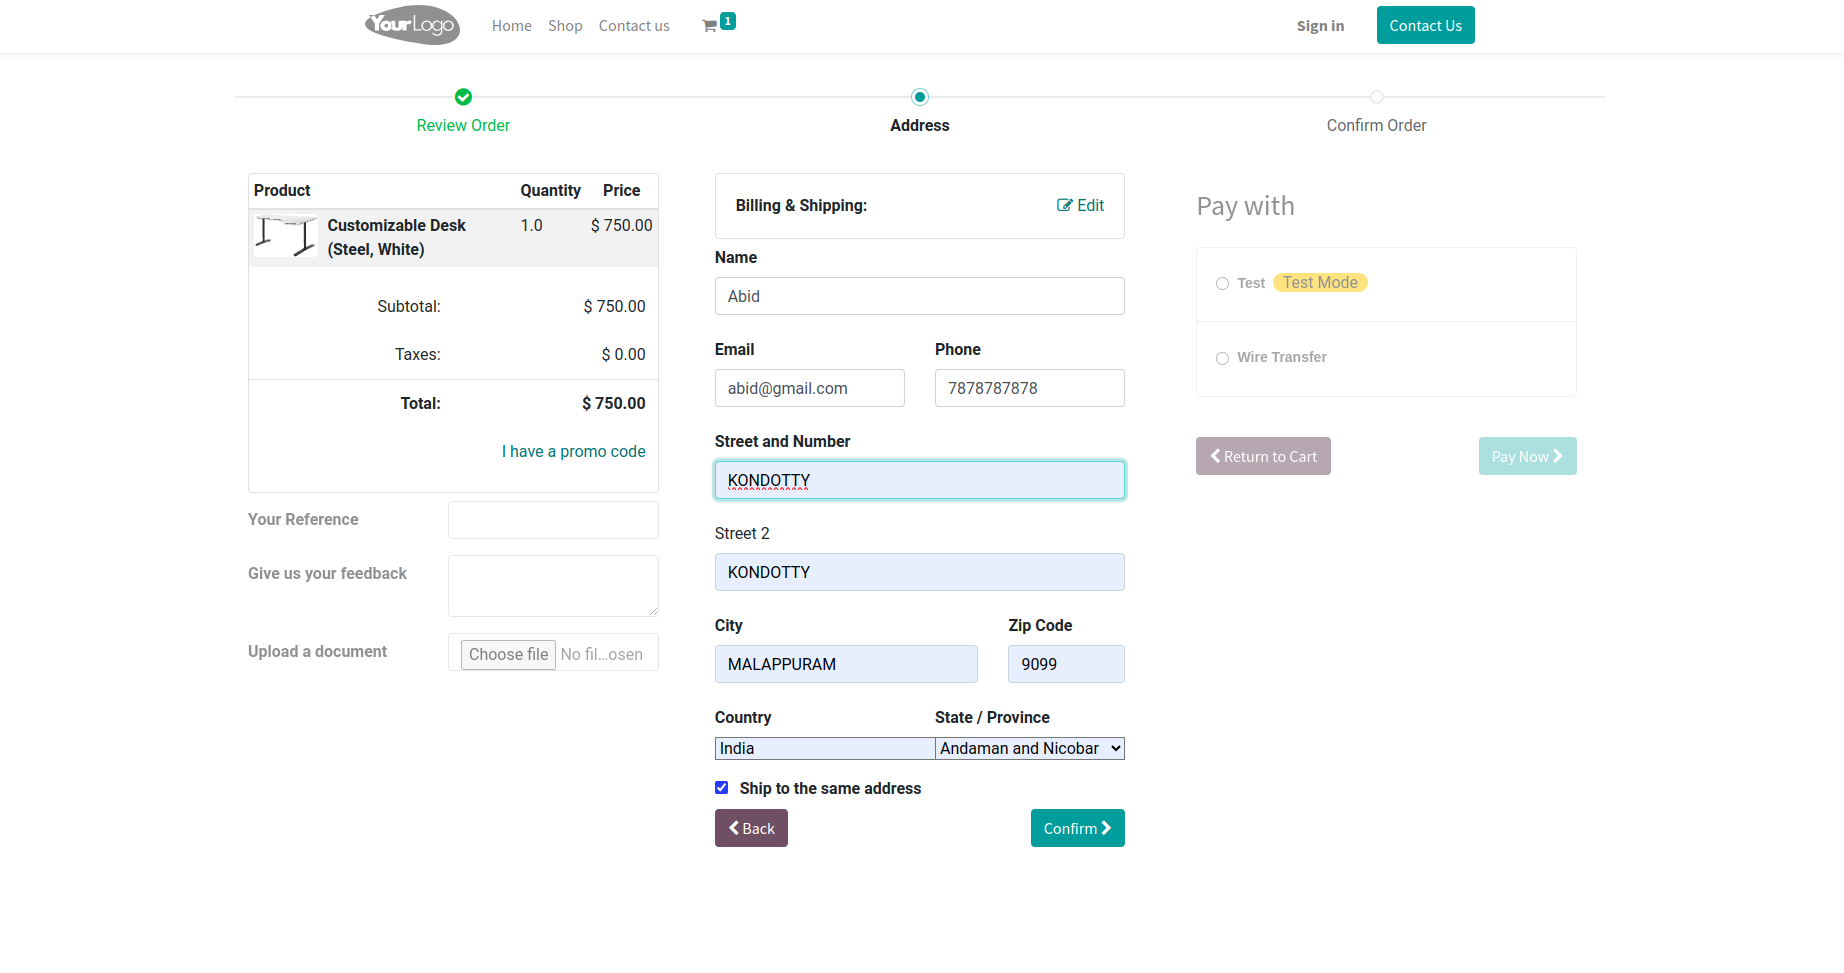 YourLogo Home Shop Contact us 1 Sign in Contact Us
Review Order Address Confirm Order
Product Quantity Price
Customizable Desk 1.0 $ 750.00
(Steel, White)
Subtotal: $ 750.00
Taxes: $ 0.00
Total: $ 750.00
I have a promo code
Your Reference
Give us your feedback
Upload a document Choose file No fil...osen
Billing & Shipping: Edit
Name
Abid
Email Phone
abid@gmail.com 7878787878
Street and Number
KONDOTTY
Street 2
KONDOTTY
City Zip Code
MALAPPURAM 9099
Country State / Province
India Andaman and Nicobar
Ship to the same address
Back Confirm
Pay with
Test Test Mode
Wire Transfer
Return to Cart Pay Now